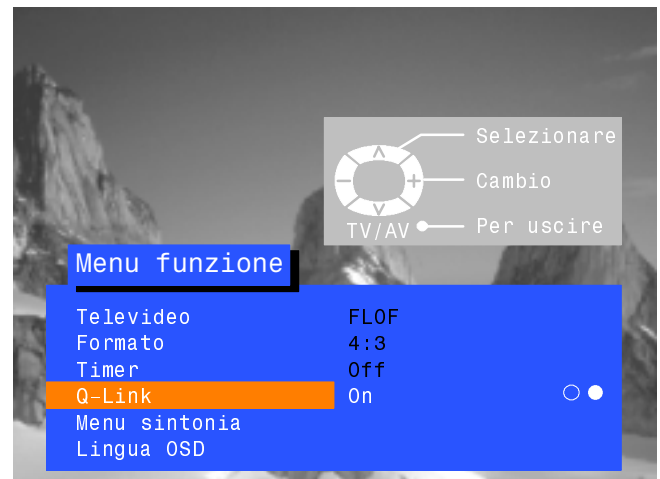 Selezionare
Cambio
TV/AV Per uscire
Menu funzione
Televideo FLOF
Formato 4:3
Timer Off
Q-Link On
Menu sintonia
Lingua OSD